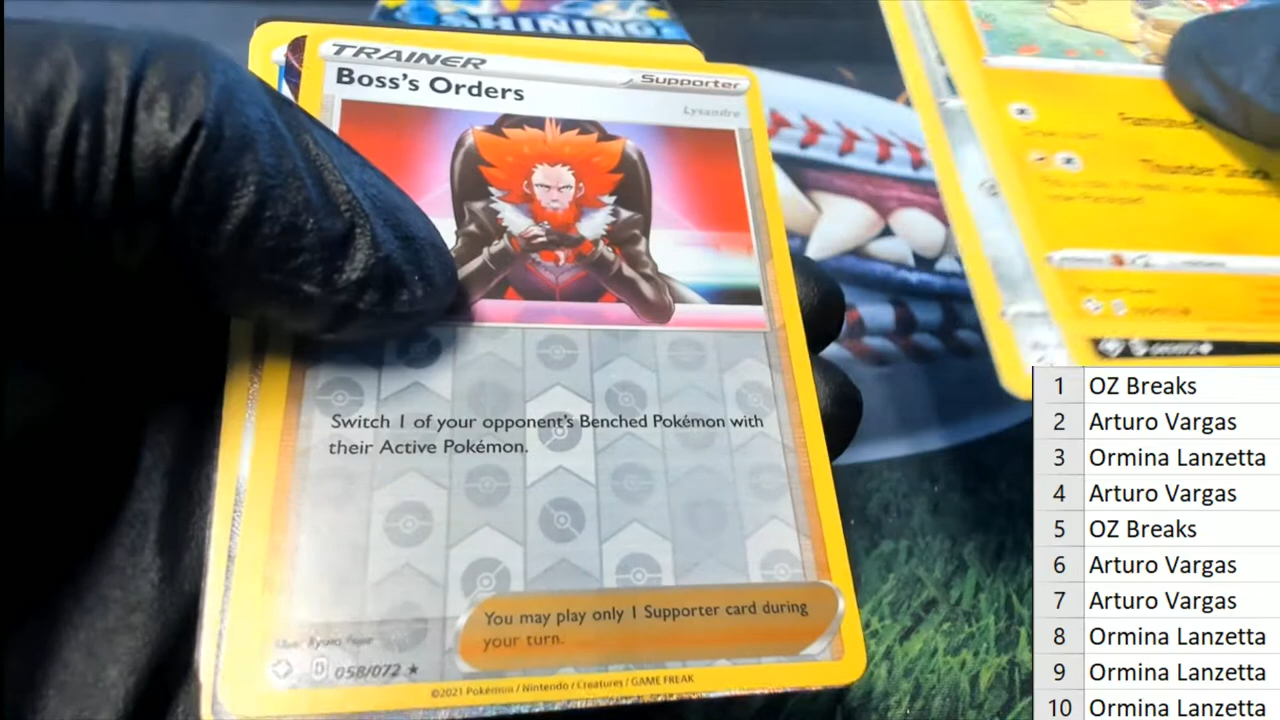 SHINING
TRAINER
Supporter
Boss's Orders
Lysandre
Switch 1 of your opponent's Benched Pokémon with
their Active Pokémon.
You may play only 1 Supporter card during
your turn.
D 058/072 ★
©2021 Pokémon / Nintendo / Creatures / GAME FREAK
1 OZ Breaks
2 Arturo Vargas
3 Ormina Lanzetta
4 Arturo Vargas
5 OZ Breaks
6 Arturo Vargas
7 Arturo Vargas
8 Ormina Lanzetta
9 Ormina Lanzetta
10 Ormina Lanzetta